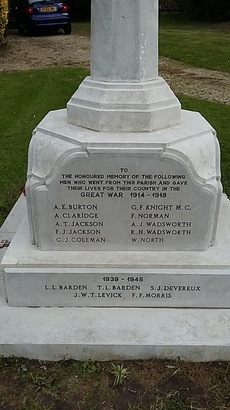 TO
THE HONOURED MEMORY OF THE FOLLOWING
MEN WHO WENT FROM THIS PARISH AND GAVE
THEIR LIVES FOR THEIR COUNTRY IN THE
GREAT WAR 1914-1918
A. E. BURTON
A. CLARIDGE
A. T. JACKSON
F. J. JACKSON
C. J. COLEMAN
G. F. KNIGHT M.C.
F. NORMAN
A. J. WADSWORTH
R. H. WADSWORTH
W. NORTH
1939 - 1945
L. L. BARDEN T. L. BARDEN S. J. DEVEREUX
J. W. T. LEVICK F. F. MORRIS